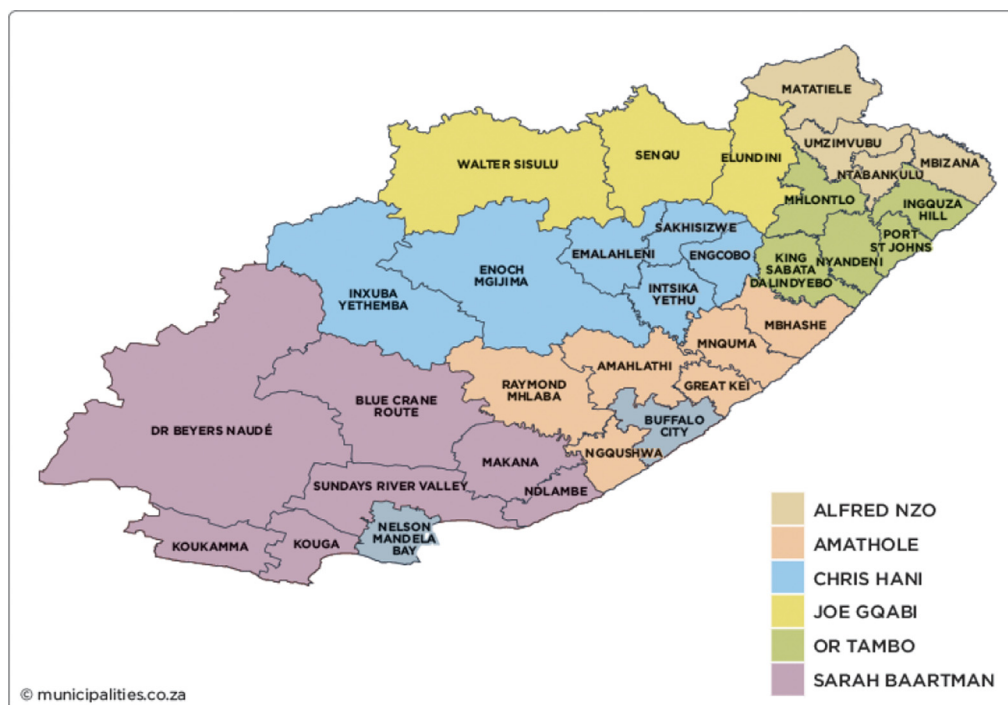 MATATIELE
UMZIMVUBU
MBIZANA
NTABANKULU
ELUNDINI
SENQU
WALTER SISULU
MHLONTLO
INGQUZA
HILL
PORT
ST JOHNS
NYANDENI
KING
SABATA
DALINDYEBO
SAKHISIZWE
ENGCOBO
EMALAHLENI
INTSIKA
YETHU
ENOCH
MGIJIMA
INXUBA
YETHEMBA
MBHASHE
MNQUMA
GREAT KEI
AMAHLATHI
RAYMOND
MHLABA
BUFFALO
CITY
NGQUSHWA
BLUE CRANE
ROUTE
DR BEYERS NAUDÉ
MAKANA
NDLAMBE
SUNDAYS RIVER VALLEY
NELSON
MANDELA
BAY
KOUGA
KOUKAMMA
ALFRED NZO
AMATHOLE
CHRIS HANI
JOE GQABI
OR TAMBO
SARAH BAARTMAN
© municipalities.co.za